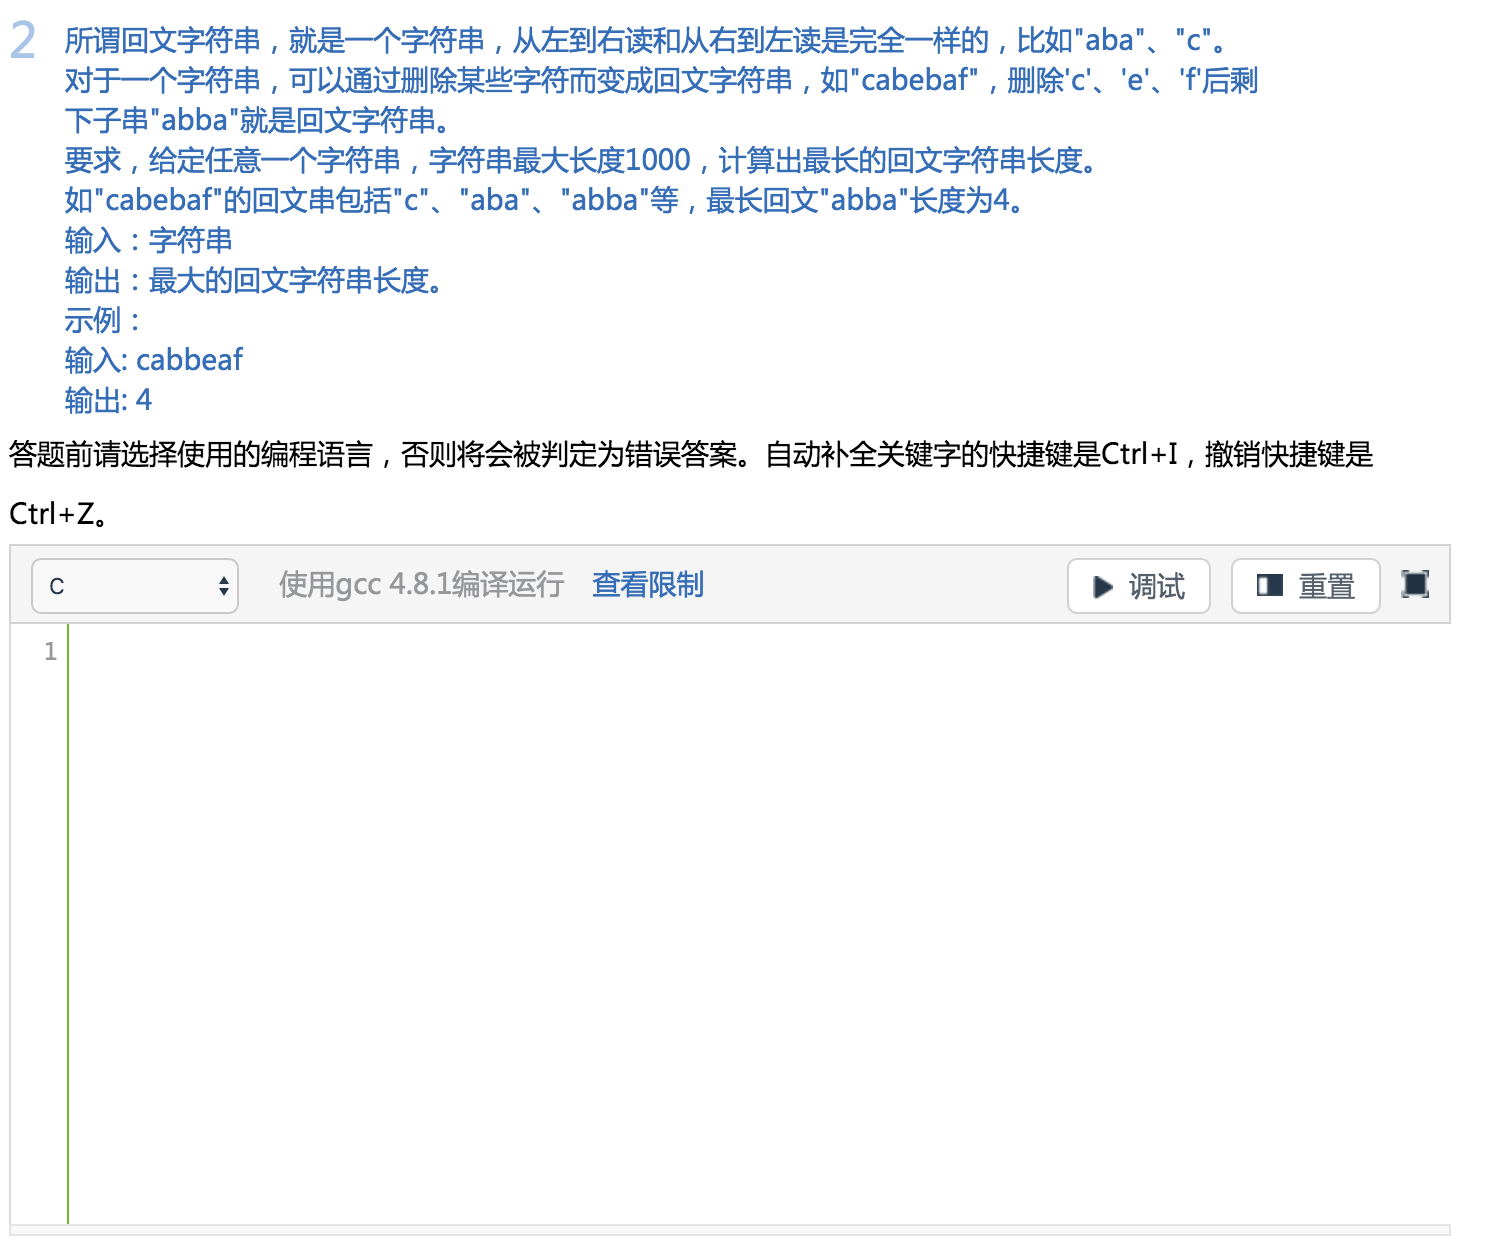 2 所谓回文字符串，就是一个字符串，从左到右读和从右到左读是完全一样的，比如"aba"、"c"。
对于一个字符串，可以通过删除某些字符而变成回文字符串，如"cabebaf"，删除'c'、'e'、'f'后剩
下子串"abba"就是回文字符串。
要求，给定任意一个字符串，字符串最大长度1000，计算出最长的回文字符串长度。
如"cabebaf"的回文串包括"c"、"aba"、"abba"等，最长回文"abba"长度为4。
输入：字符串
输出：最大的回文字符串长度。
示例：
输入: cabbeaf
输出: 4
答题前请选择使用的编程语言，否则将会被判定为错误答案。自动补全关键字的快捷键是Ctrl+I，撤销快捷键是
Ctrl+Z。
C 使用gcc 4.8.1编译运行 查看限制 调试 重置
1